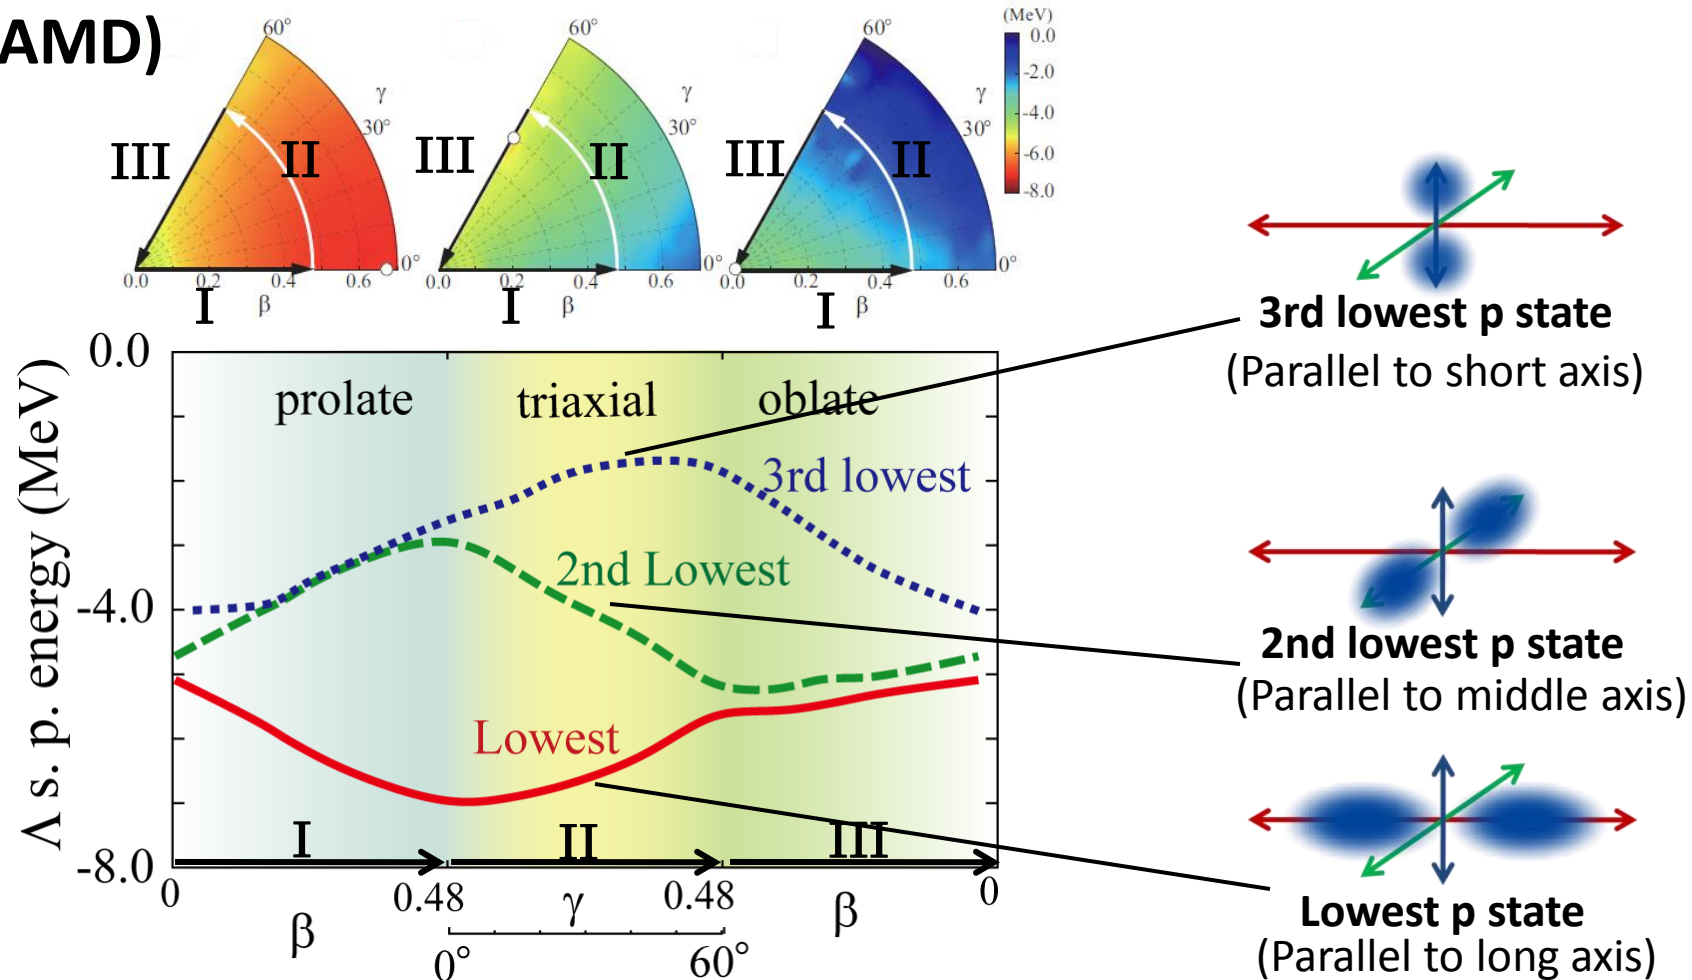 AMD)
60°
γ
30°
III
II
0°
0.0
0.2
0.4
0.6
I
β
60°
γ
30°
III
II
0°
0.0
0.2
0.4
0.6
I
β
60°
γ
30°
III
II
0°
0.0
0.2
0.4
0.6
I
β
(MeV)
0.0
-2.0
-4.0
-6.0
-8.0
3rd lowest p state
(Parallel to short axis)
2nd lowest p state
(Parallel to middle axis)
Lowest p state
(Parallel to long axis)
Λ s. p. energy (MeV)
0.0
-4.0
-8.0
prolate
triaxial
oblate
3rd lowest
2nd Lowest
Lowest
I
II
III
0
0.48
0.48
0
β
γ
β
0°
60°